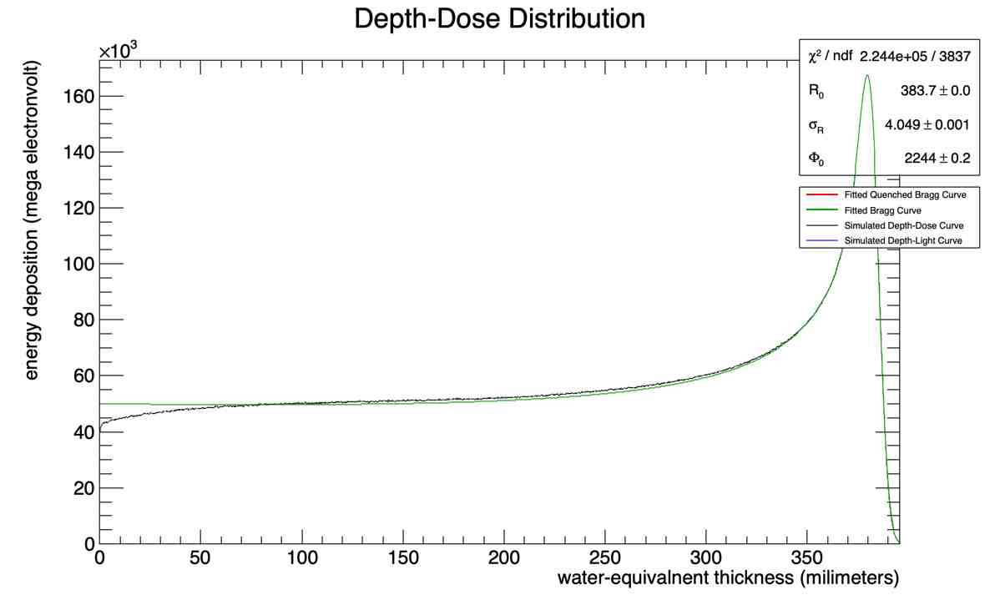 Depth-Dose Distribution
×10³
energy deposition (mega electronvolt)
160
140
120
100
80
60
40
20
0
0 50 100 150 200 250 300 350
water-equivalnent thickness (milimeters)
χ² / ndf 2.244e+05 / 3837
R₀ 383.7 ± 0.0
σ_R 4.049 ± 0.001
Φ₀ 2244 ± 0.2
Fitted Quenched Bragg Curve
Fitted Bragg Curve
Simulated Depth-Dose Curve
Simulated Depth-Light Curve